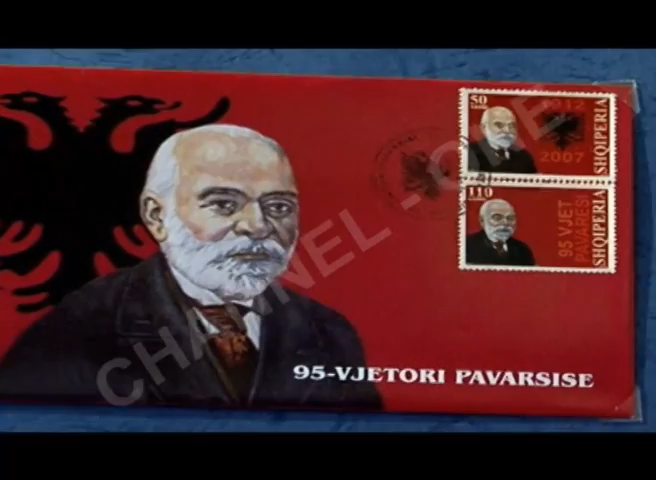 50
1912
2007
SHQIPERIA
110
95 VJET
PAVARESI
SHQIPERIA
95-VJETORI PAVARSISE
CHANNEL - ONE